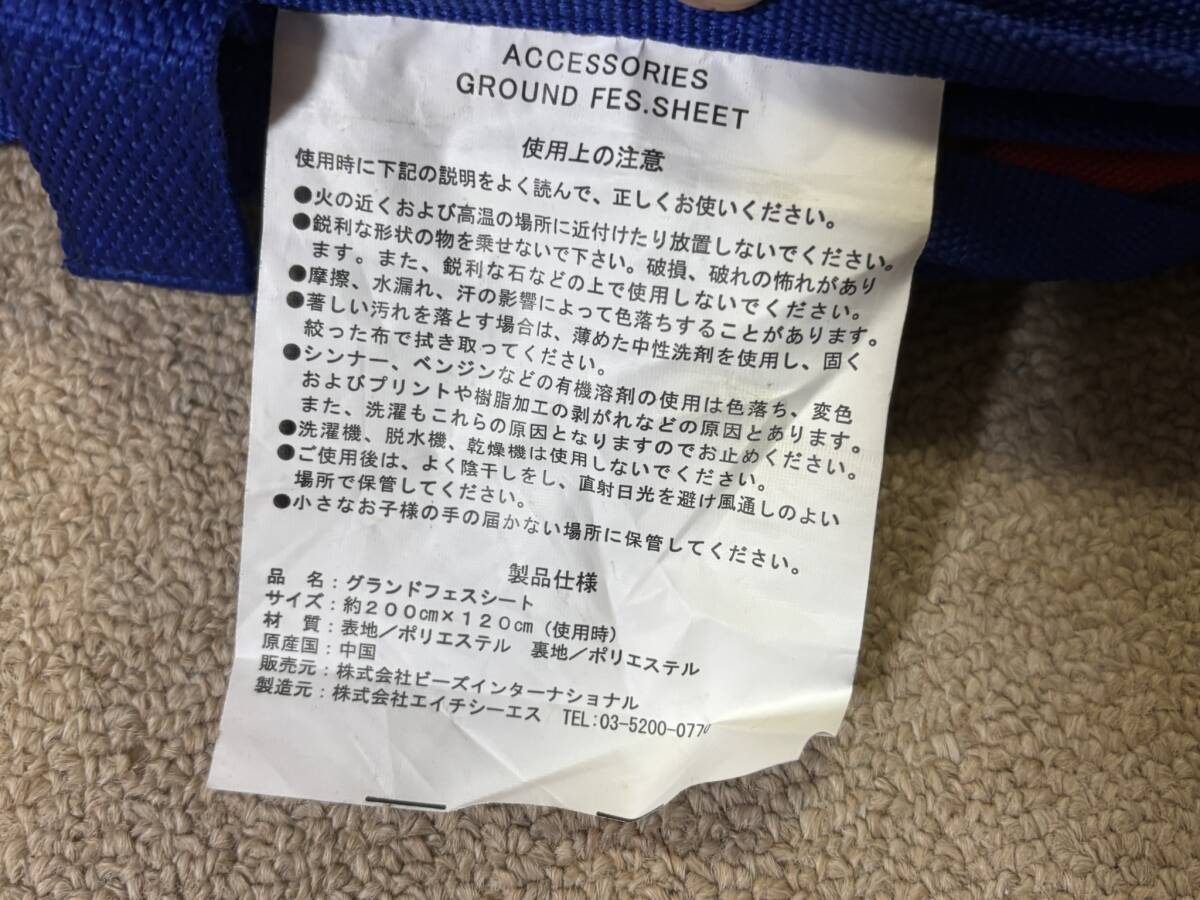 ACCESSORIES
GROUND FES.SHEET
使用上の注意
使用時に下記の説明をよく読んで、正しくお使いください。
●火の近くおよび高温の場所に近付けたり放置しないでください。
●鋭利な形状の物を乗せないで下さい。破損、破れの怖れがあり
ます。また、鋭利な石などの上で使用しないでください。
●摩擦、水漏れ、汗の影響によって色落ちすることがあります。
●著しい汚れを落とす場合は、薄めた中性洗剤を使用し、固く
絞った布で拭き取ってください。
●シンナー、ベンジンなどの有機溶剤の使用は色落ち、変色
およびプリントや樹脂加工の剥がれなどの原因とあります。
また、洗濯もこれらの原因となりますのでお止めください。
●洗濯機、脱水機、乾燥機は使用しないでください。
●ご使用後は、よく陰干しをし、直射日光を避け風通しのよい
場所で保管してください。
●小さなお子様の手の届かない場所に保管してください。
製品仕様
品 名：グランドフェスシート
サイズ：約２００㎝×１２０㎝（使用時）
材 質：表地／ポリエステル 裏地／ポリエステル
原産国：中国
販売元：株式会社ビーズインターナショナル
製造元：株式会社エイチシーエス TEL:03-5200-077